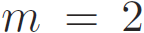 m = 2